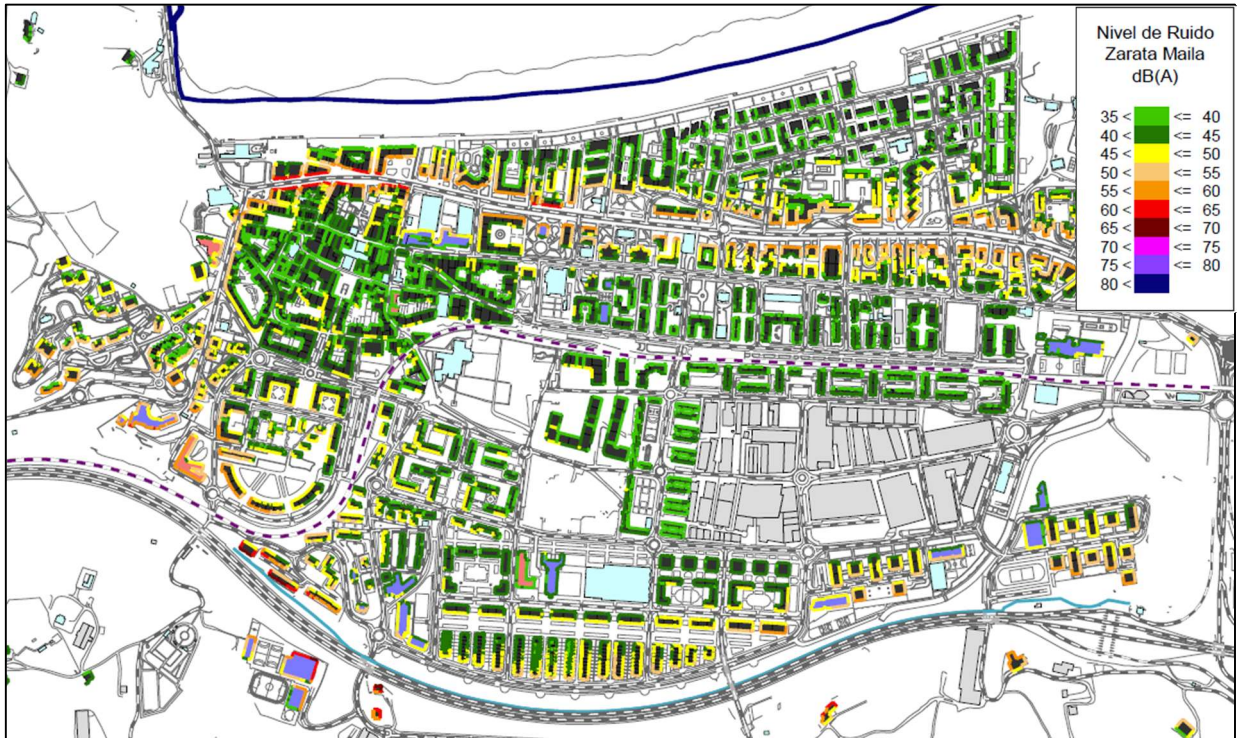 Nivel de Ruido
Zarata Maila
dB(A)
35 < <= 40
40 < <= 45
45 < <= 50
50 < <= 55
55 < <= 60
60 < <= 65
65 < <= 70
70 < <= 75
75 < <= 80
80 <